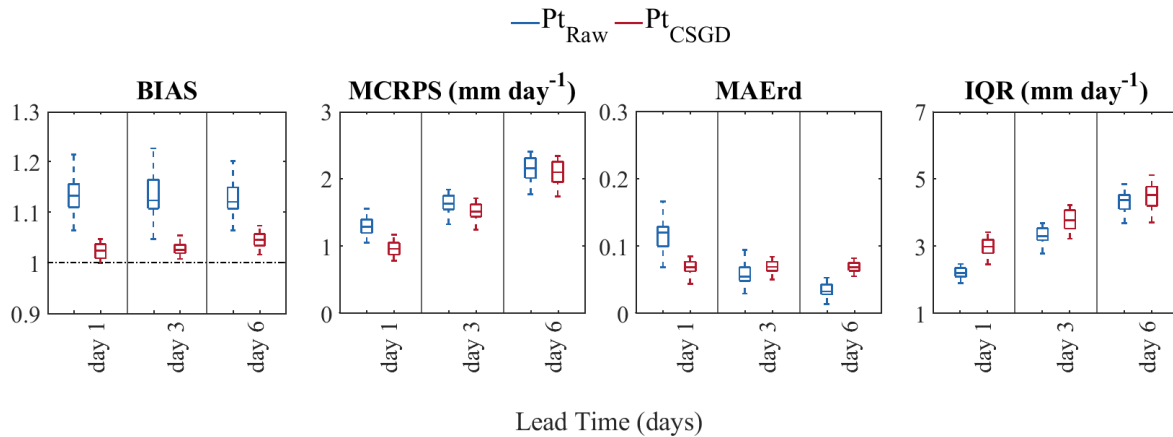 Pt_Raw Pt_CSGD
BIAS
1.3
1.2
1.1
1
0.9
day 1
day 3
day 6
MCRPS (mm day^-1)
3
2
1
0
day 1
day 3
day 6
MAErd
0.3
0.2
0.1
0
day 1
day 3
day 6
IQR (mm day^-1)
7
5
3
1
day 1
day 3
day 6
Lead Time (days)